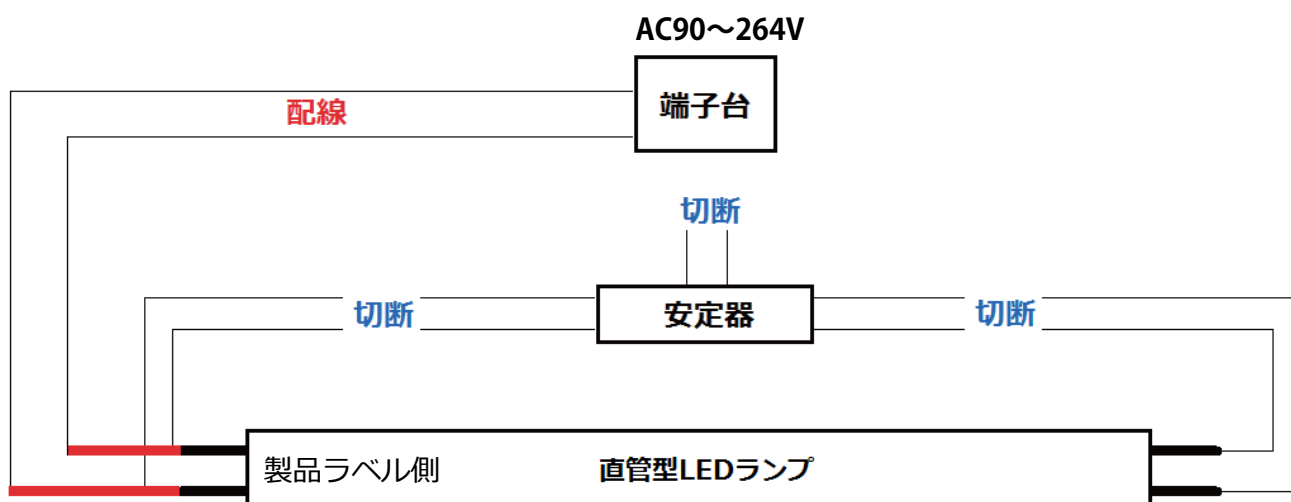 AC90～264V
端子台
配線
切断
切断
安定器
切断
製品ラベル側
直管型LEDランプ